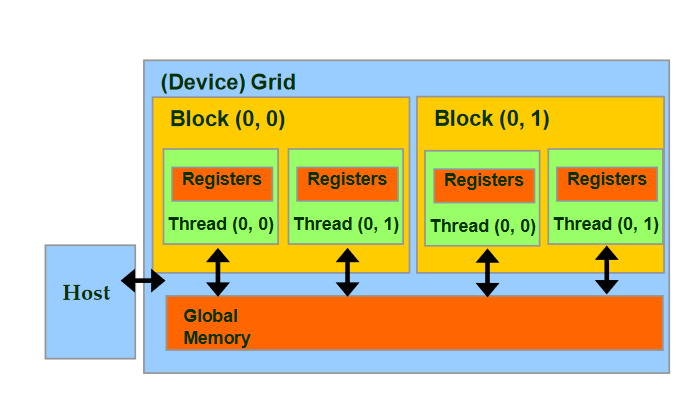 (Device) Grid
Block (0, 0)
Block (0, 1)
Registers
Registers
Registers
Registers
Thread (0, 0)
Thread (0, 1)
Thread (0, 0)
Thread (0, 1)
Host
Global
Memory